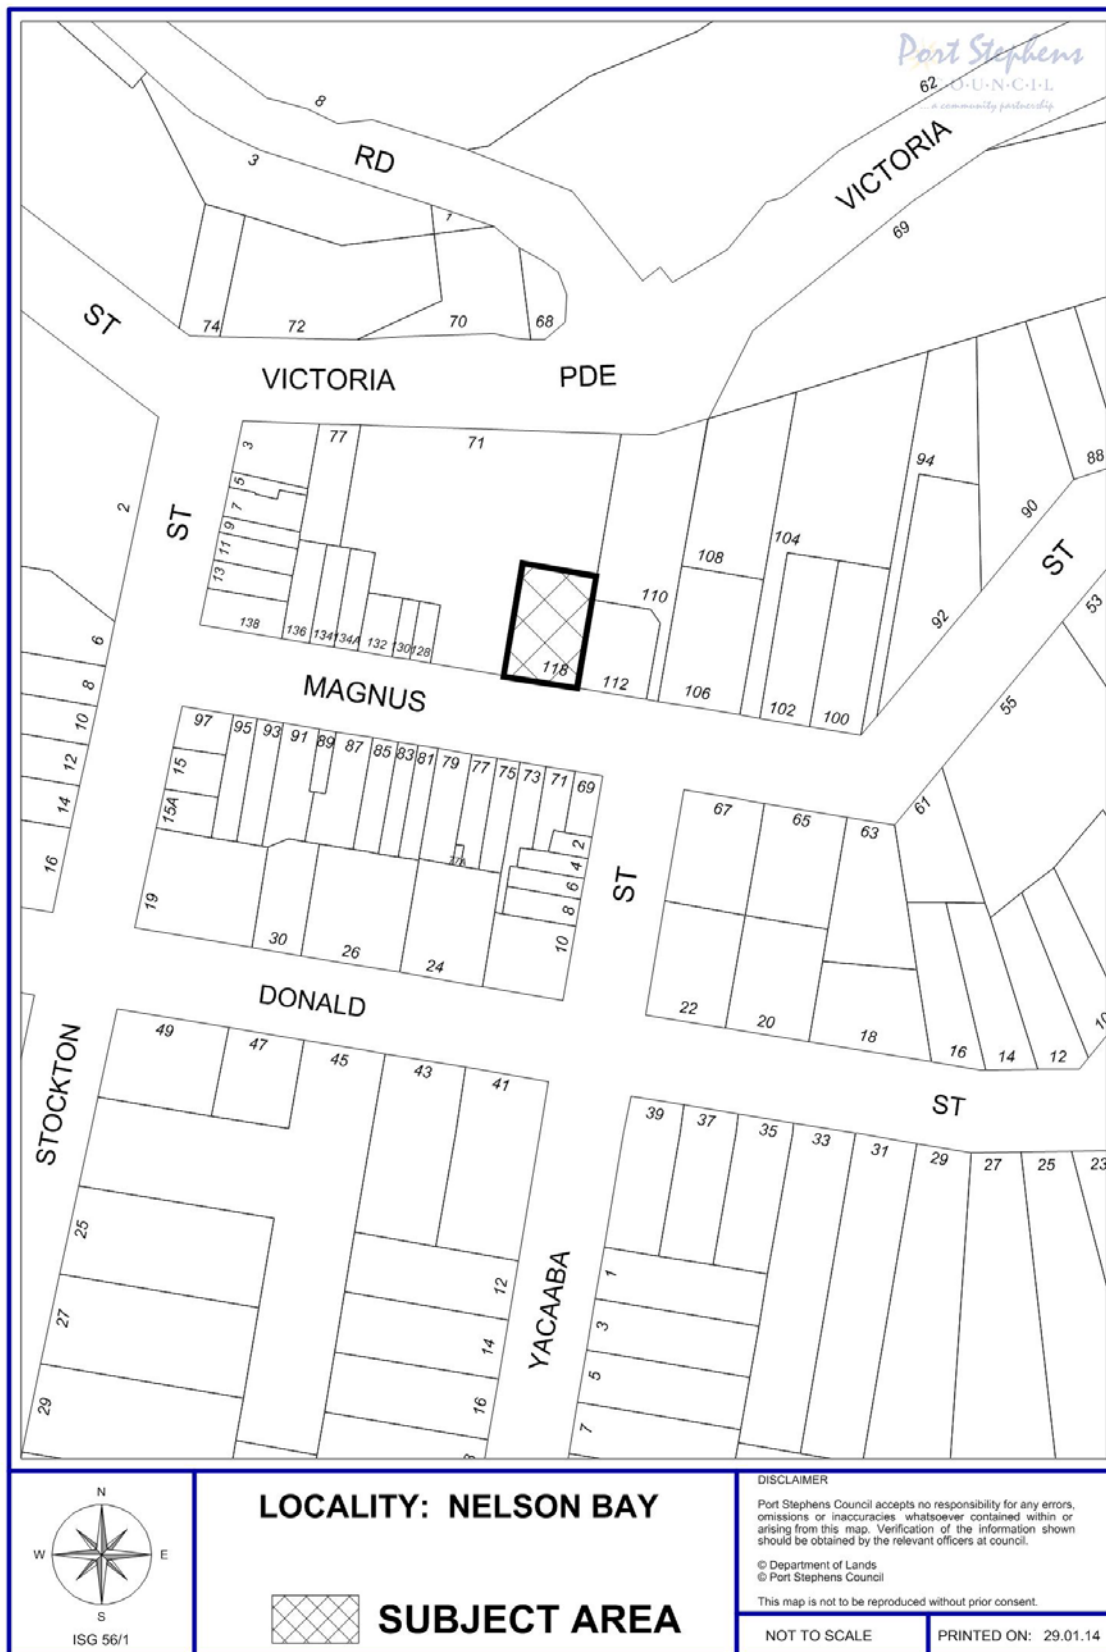 Port Stephens
C·O·U·N·C·I·L
...a community partnership
62
8
RD
VICTORIA
3
69
1
ST
74
72
70
68
VICTORIA
PDE
3
77
71
5
94
88
2
7
ST
9
90
104
11
108
ST
13
110
53
138
136
134
134A
132
130
128
118
92
6
112
106
102
100
55
8
MAGNUS
97
95
93
91
89
87
85
83
81
79
77
75
73
71
69
10
12
15
67
65
63
61
14
15A
2
4
16
77A
6
ST
8
19
10
30
26
24
22
20
18
16
14
12
10
DONALD
49
47
45
43
41
STOCKTON
ST
39
37
35
33
31
29
27
25
23
25
12
1
27
YACAABA
14
3
5
29
16
7
N
W
E
S
ISG 56/1
LOCALITY: NELSON BAY
SUBJECT AREA
DISCLAIMER
Port Stephens Council accepts no responsibility for any errors,
omissions or inaccuracies whatsoever contained within or
arising from this map. Verification of the information shown
should be obtained by the relevant officers at council.
© Department of Lands
© Port Stephens Council
This map is not to be reproduced without prior consent.
NOT TO SCALE
PRINTED ON: 29.01.14